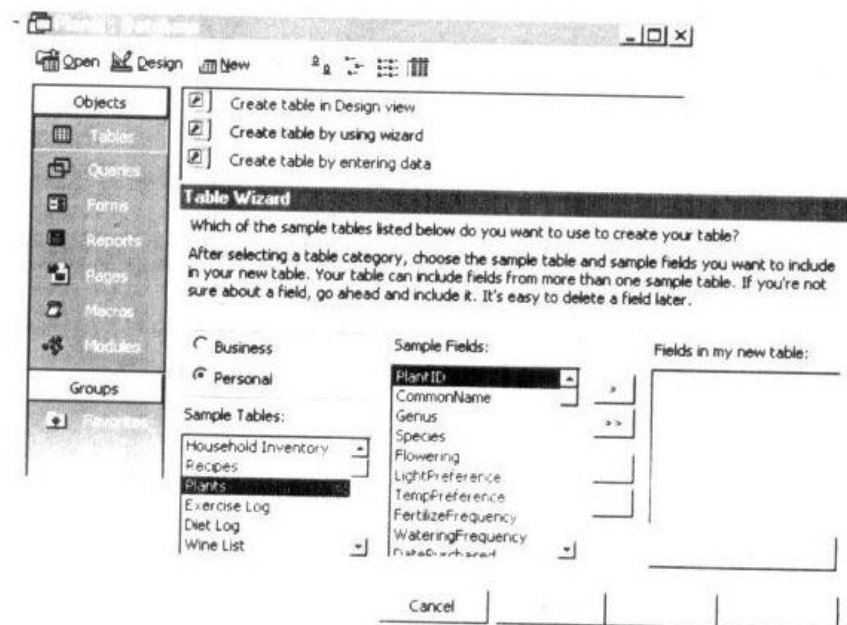 Open Design New
Objects
Tables
Queries
Forms
Reports
Pages
Macros
Modules
Groups
Favorites
Create table in Design view
Create table by using wizard
Create table by entering data
Table Wizard
Which of the sample tables listed below do you want to use to create your table?
After selecting a table category, choose the sample table and sample fields you want to include
in your new table. Your table can include fields from more than one sample table. If you're not
sure about a field, go ahead and include it. It's easy to delete a field later.
Business
Personal
Sample Tables:
Household Inventory
Recipes
Plants
Exercise Log
Diet Log
Wine List
Sample Fields:
PlantID
CommonName
Genus
Species
Flowering
LightPreference
TempPreference
FertilizeFrequency
WateringFrequency
DatePurchased
>
>>
Fields in my new table:
Cancel